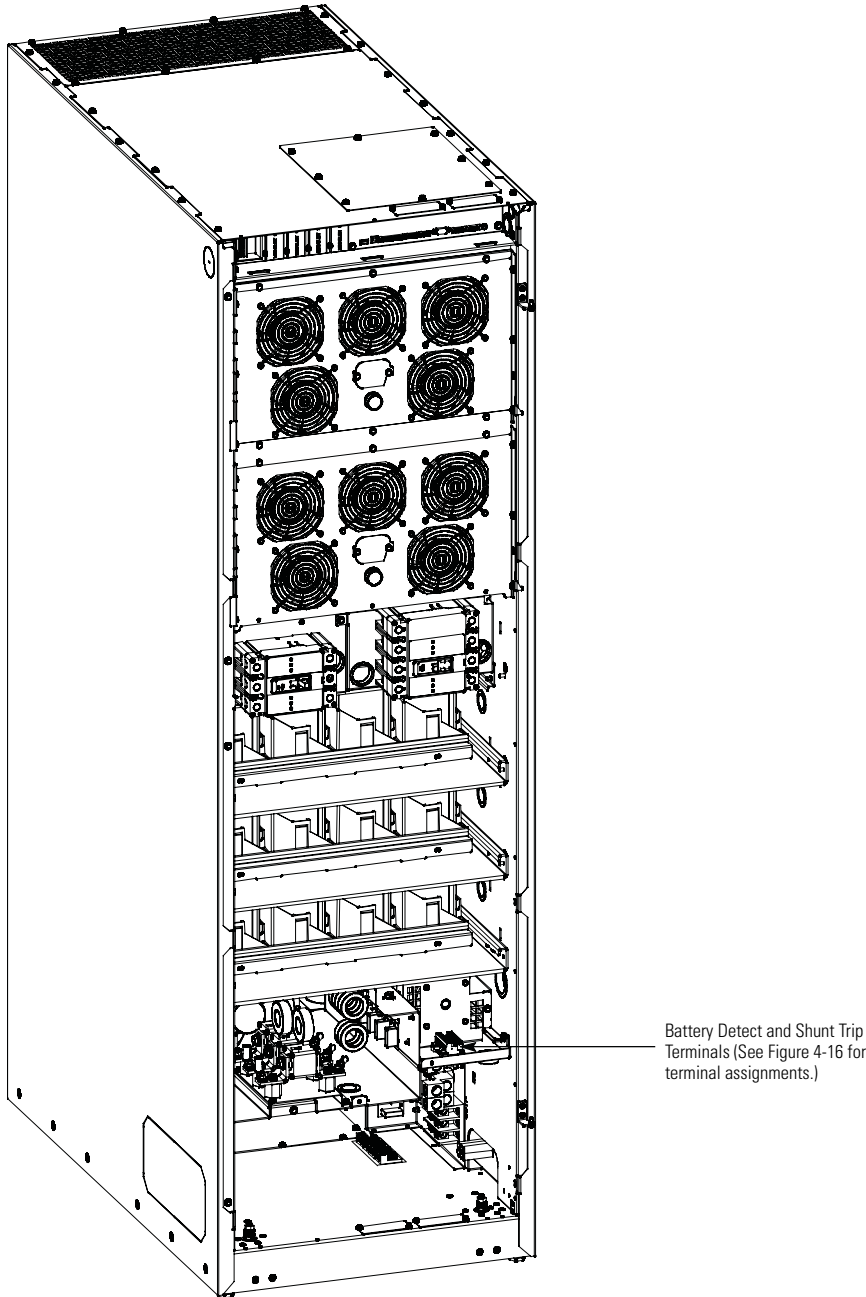 Battery Detect and Shunt Trip
Terminals (See Figure 4-16 for
terminal assignments.)